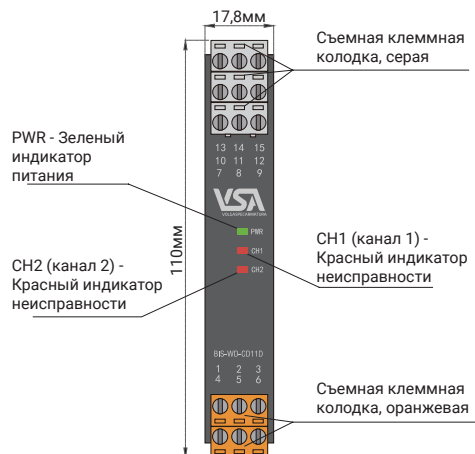 17,8мм
Съемная клеммная
колодка, серая
PWR - Зеленый
индикатор
питания
13 14 15
10 11 12
7 8 9
VSA
VOLGASPECARMATURA
PWR
CH1
CH2
110мм
CH1 (канал 1) -
Красный индикатор
неисправности
CH2 (канал 2) -
Красный индикатор
неисправности
BIS-WD-CD11D
1 2 3
4 5 6
Съемная клеммная
колодка, оранжевая